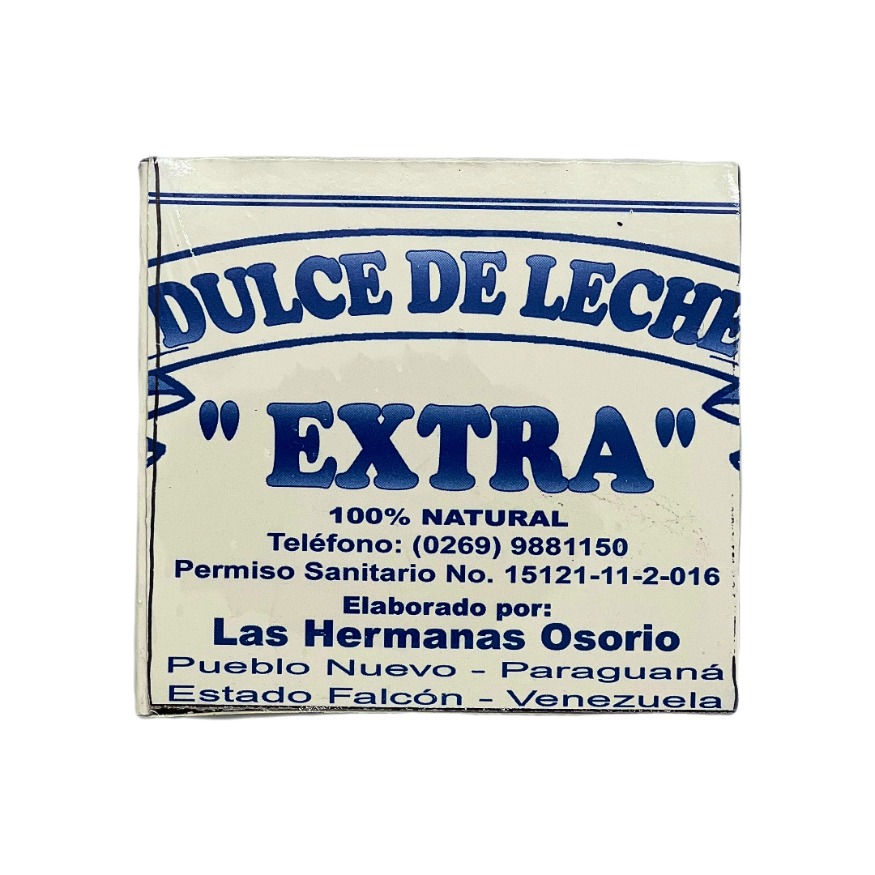 DULCE DE LECHE
"EXTRA"
100% NATURAL
Teléfono: (0269) 9881150
Permiso Sanitario No. 15121-11-2-016
Elaborado por:
Las Hermanas Osorio
Pueblo Nuevo - Paraguaná
Estado Falcón - Venezuela